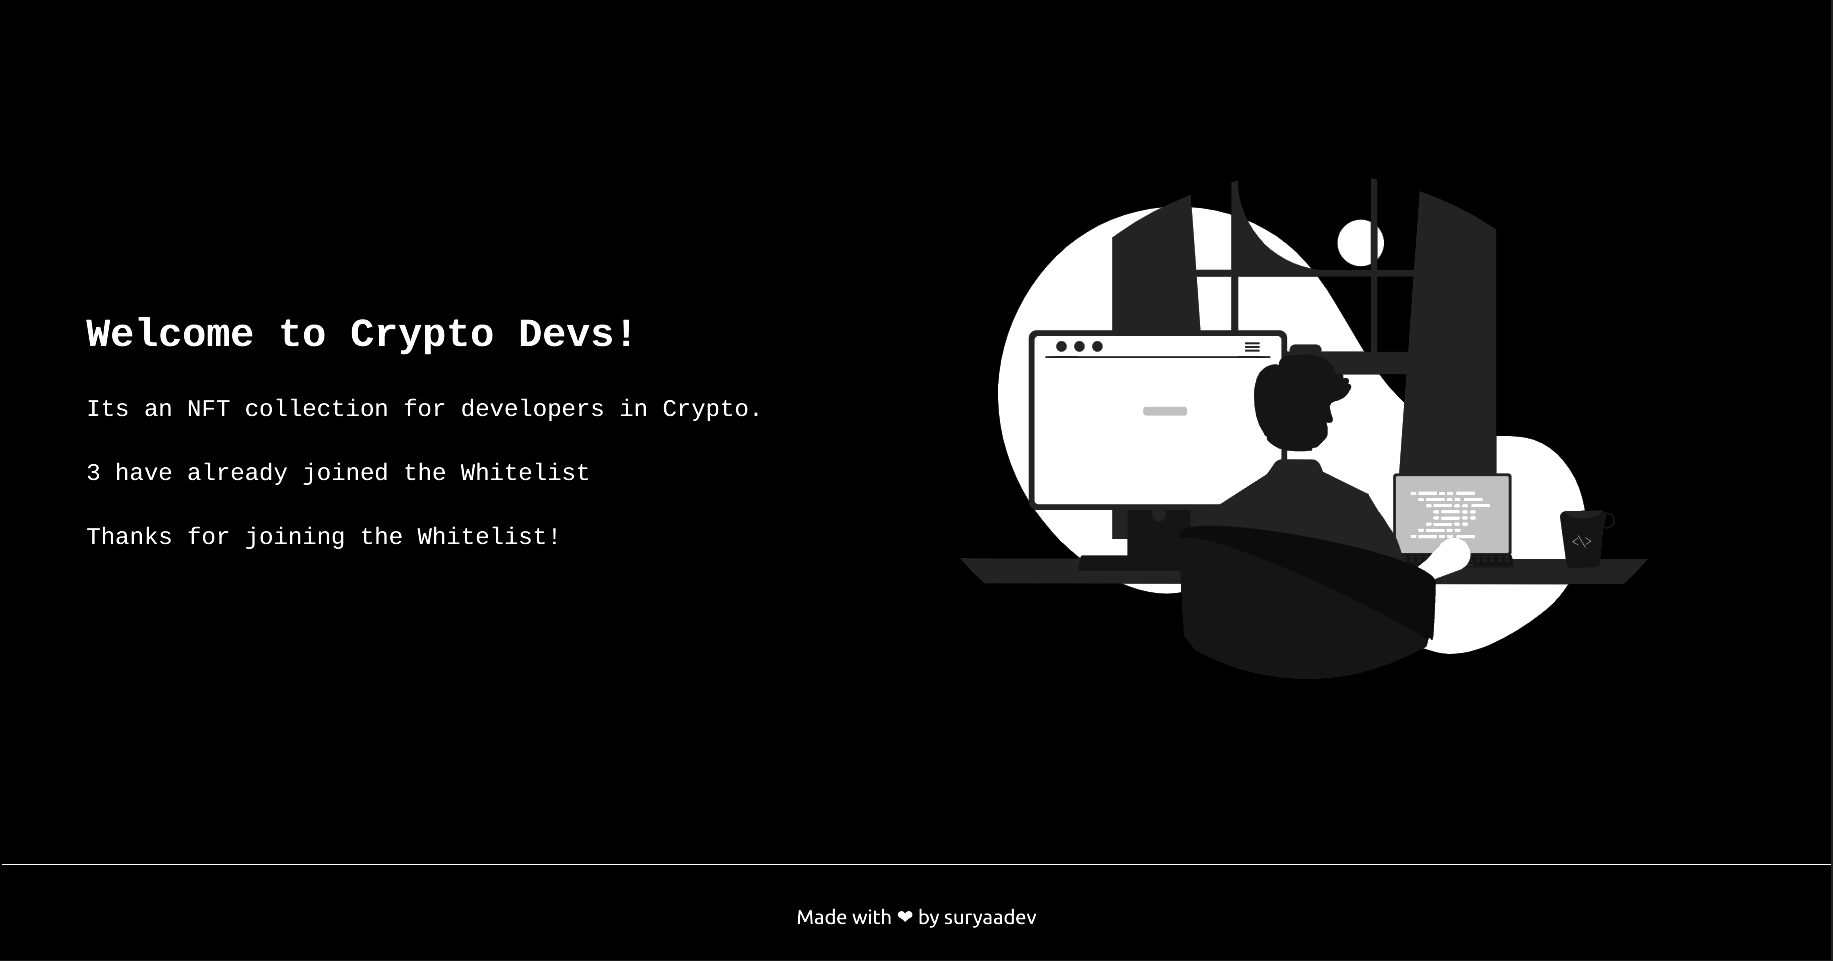 Welcome to Crypto Devs!
Its an NFT collection for developers in Crypto.
3 have already joined the Whitelist
Thanks for joining the Whitelist!
<\>
Made with ❤ by suryaadev